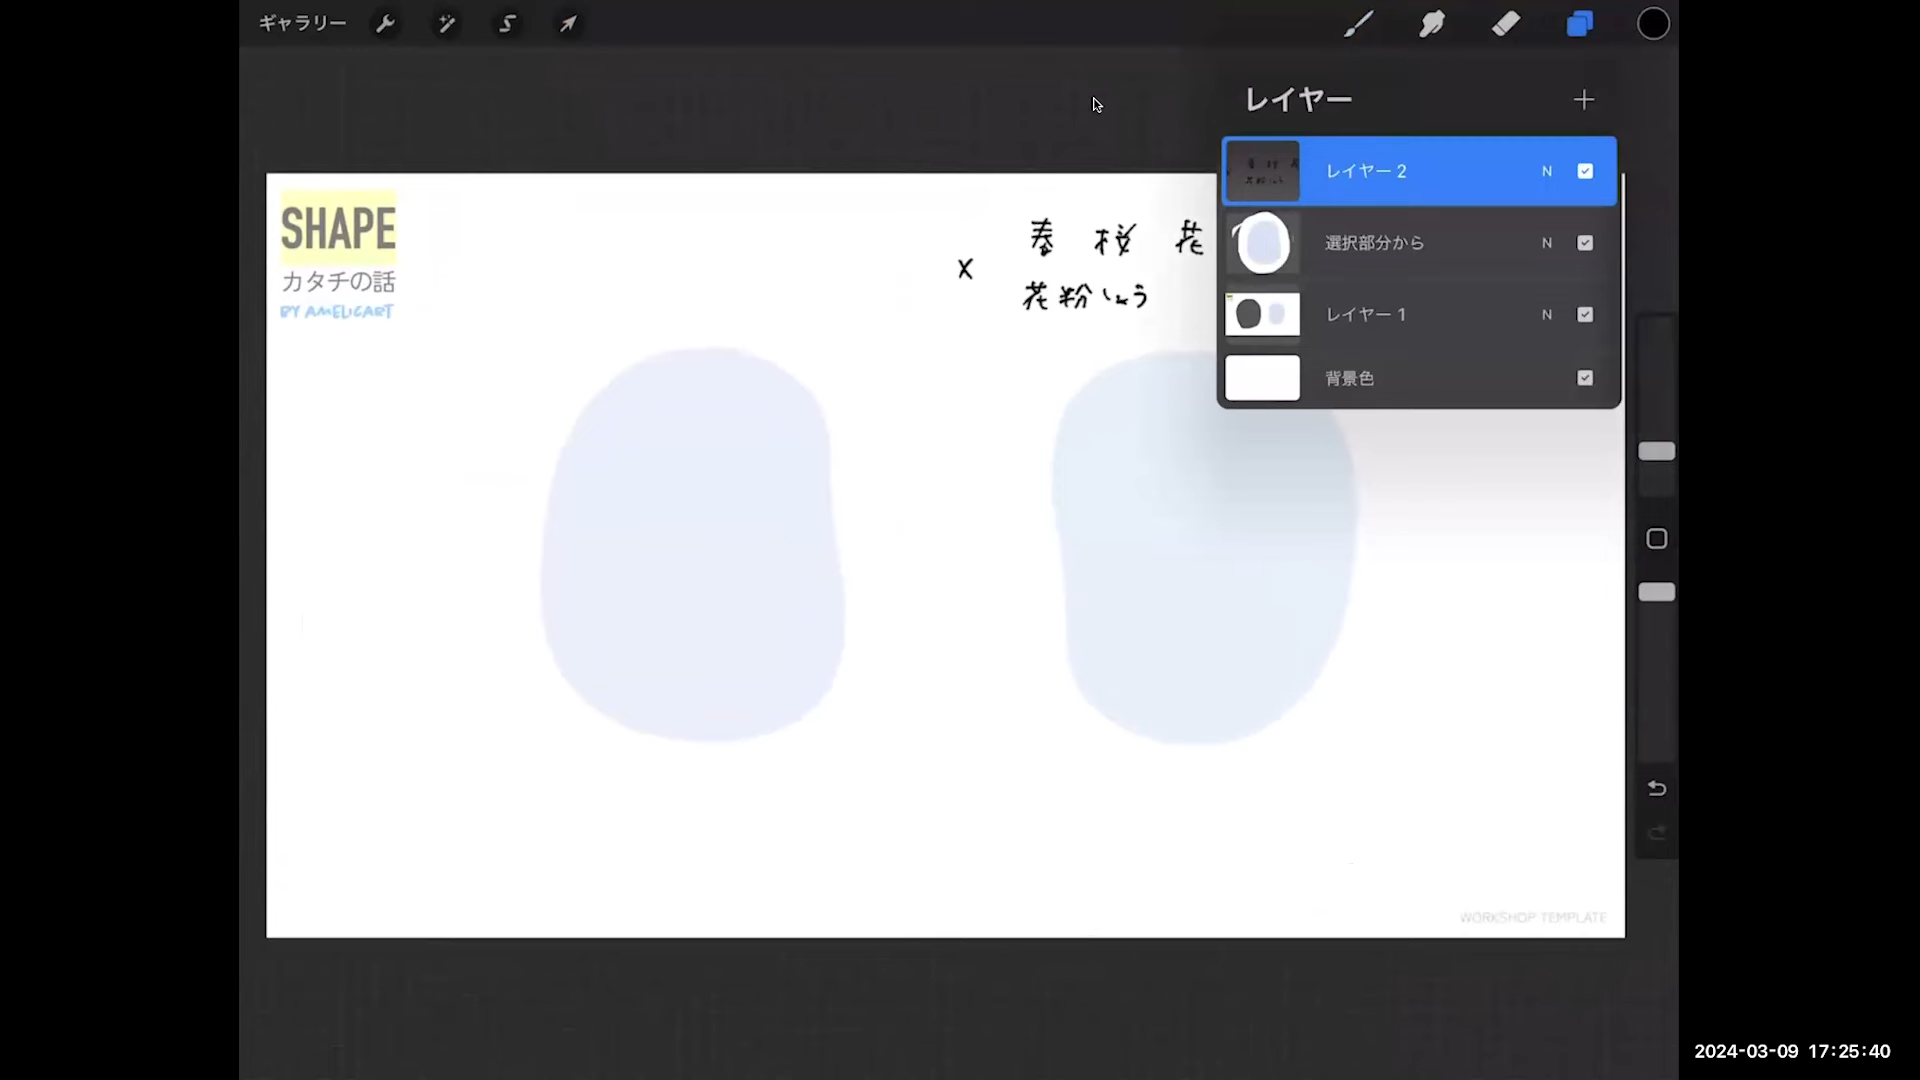 ギャラリー
レイヤー
レイヤー 2 N
選択部分から N
レイヤー 1 N
背景色
SHAPE
カタチの話
BY AMELICART
x
春 桜 花
花粉しょう
WORKSHOP TEMPLATE
2024-03-09 17:25:40